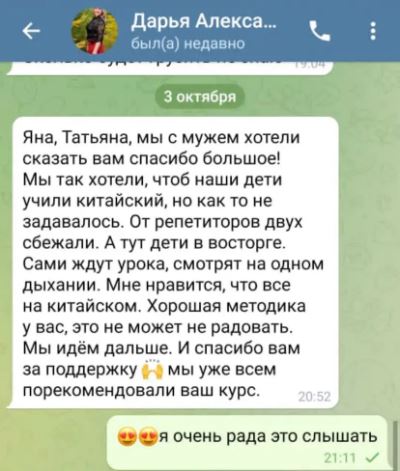 Дарья Алекса...
был(а) недавно
19:04
3 октября
Яна, Татьяна, мы с мужем хотели
сказать вам спасибо большое!
Мы так хотели, чтоб наши дети
учили китайский, но как то не
задавалось. От репетиторов двух
сбежали. А тут дети в восторге.
Сами ждут урока, смотрят на одном
дыхании. Мне нравится, что все
на китайском. Хорошая методика
у вас, это не может не радовать.
Мы идём дальше. И спасибо вам
за поддержку 🙌 мы уже всем
порекомендовали ваш курс.
20:52
😍😍я очень рада это слышать
21:11